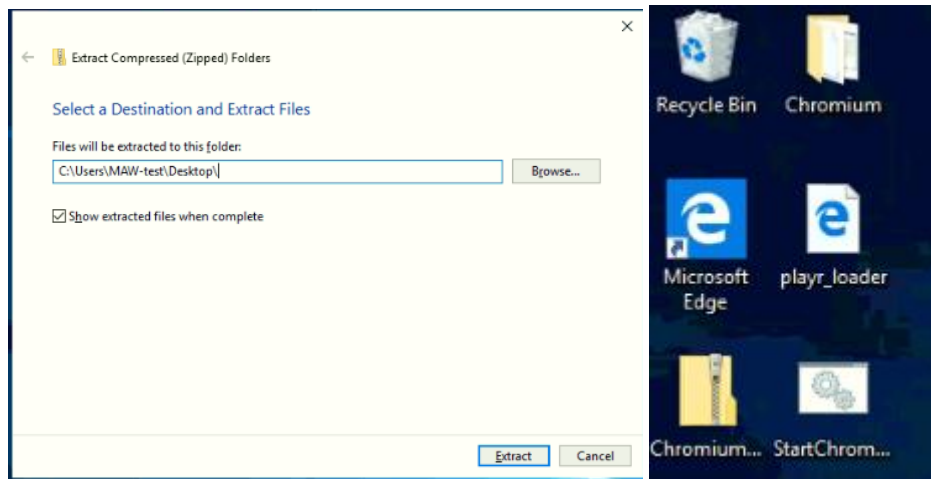 Extract Compressed (Zipped) Folders
Select a Destination and Extract Files
Files will be extracted to this folder:
C:\Users\MAW-test\Desktop\
Browse...
Show extracted files when complete
Extract
Cancel
Recycle Bin
Chromium
Microsoft
Edge
playr_loader
Chromium...
StartChrom...